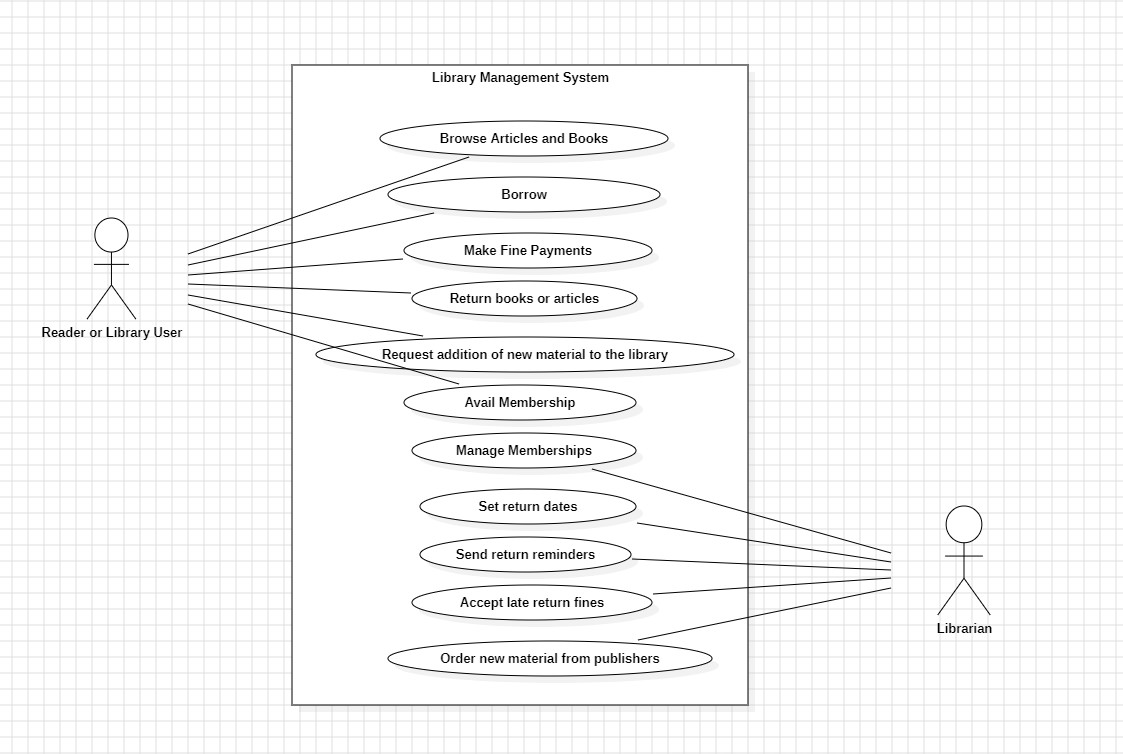 Library Management System
Browse Articles and Books
Borrow
Make Fine Payments
Return books or articles
Reader or Library User
Request addition of new material to the library
Avail Membership
Manage Memberships
Set return dates
Send return reminders
Accept late return fines
Librarian
Order new material from publishers